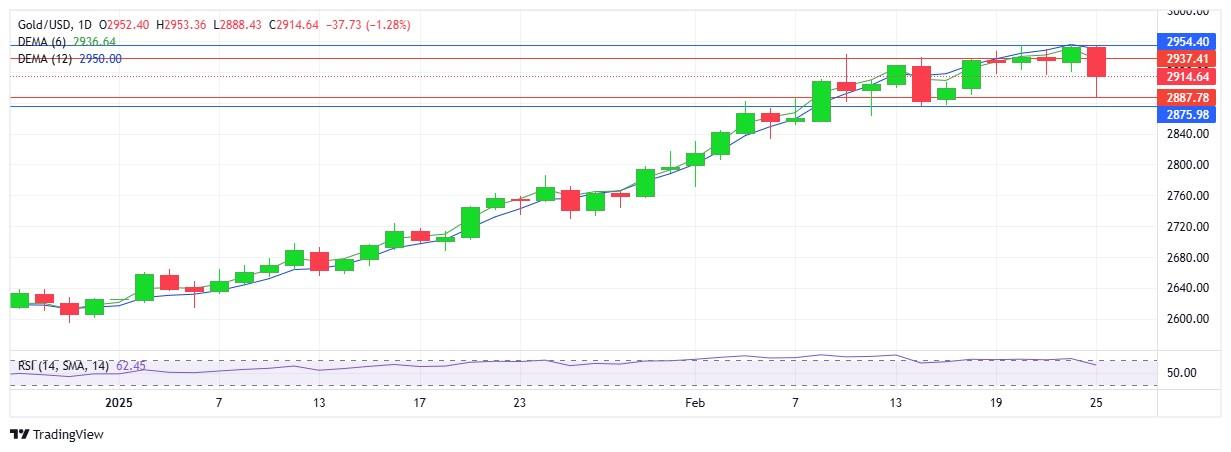 3000.00
Gold/USD, 1D O2952.40 H2953.36 L2888.43 C2914.64 −37.73 (−1.28%)
DEMA (6) 2936.64
DEMA (12) 2950.00
2954.40
2937.41
2914.64
2887.78
2875.98
2840.00
2800.00
2760.00
2720.00
2680.00
2640.00
2600.00
RSI (14, SMA, 14) 62.45
50.00
2025 7 13 17 23 Feb 7 13 19 25
TradingView